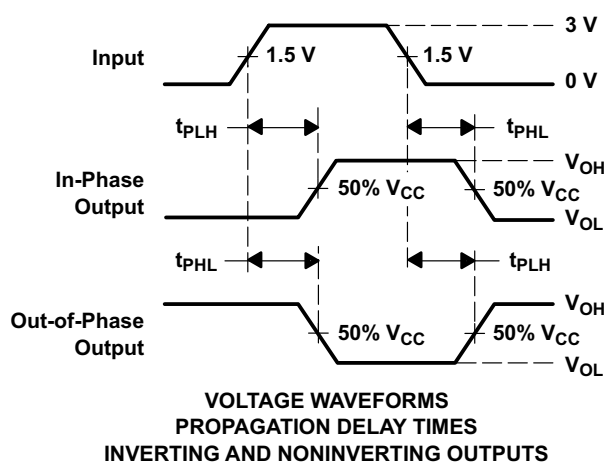 3 V
Input
1.5 V
1.5 V
0 V
tPLH
tPHL
In-Phase
Output
50% VCC
50% VCC
VOH
VOL
tPHL
tPLH
Out-of-Phase
Output
50% VCC
50% VCC
VOH
VOL
VOLTAGE WAVEFORMS
PROPAGATION DELAY TIMES
INVERTING AND NONINVERTING OUTPUTS